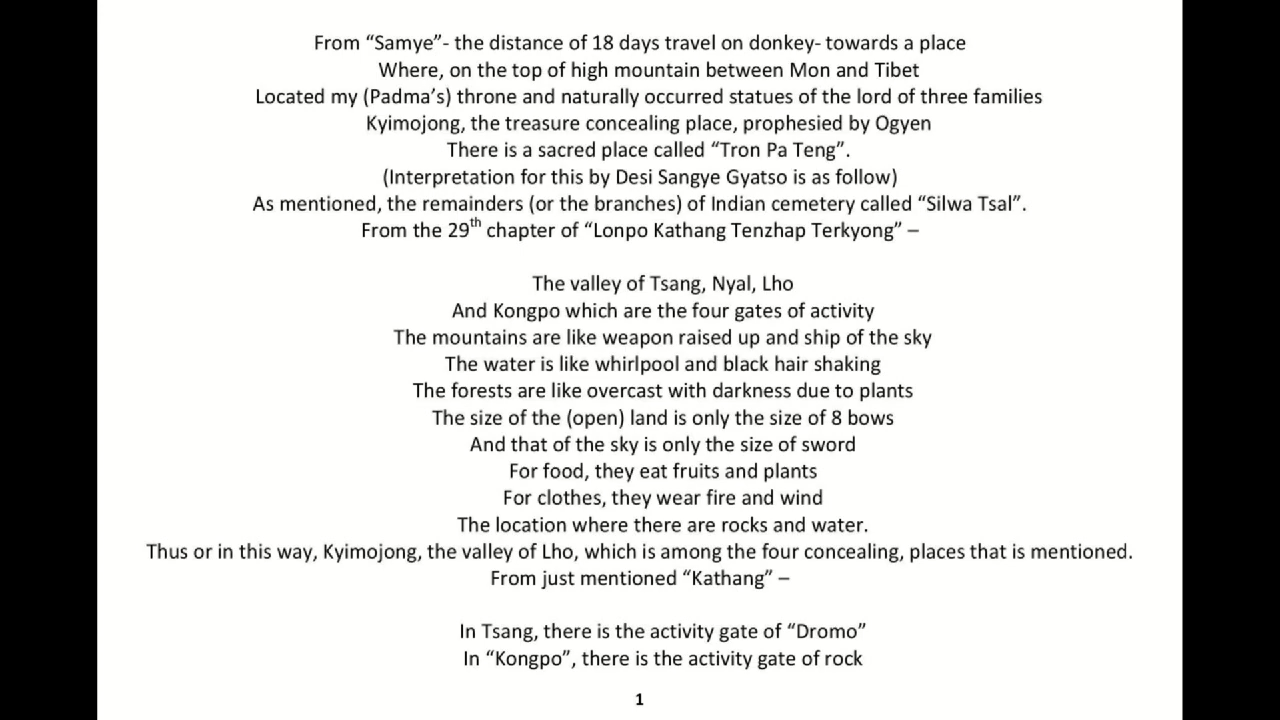 From “Samye”- the distance of 18 days travel on donkey- towards a place
Where, on the top of high mountain between Mon and Tibet
Located my (Padma’s) throne and naturally occurred statues of the lord of three families
Kyimojong, the treasure concealing place, prophesied by Ogyen
There is a sacred place called “Tron Pa Teng”.
(Interpretation for this by Desi Sangye Gyatso is as follow)
As mentioned, the remainders (or the branches) of Indian cemetery called “Silwa Tsal”.
From the 29th chapter of “Lonpo Kathang Tenzhap Terkyong” –
The valley of Tsang, Nyal, Lho
And Kongpo which are the four gates of activity
The mountains are like weapon raised up and ship of the sky
The water is like whirlpool and black hair shaking
The forests are like overcast with darkness due to plants
The size of the (open) land is only the size of 8 bows
And that of the sky is only the size of sword
For food, they eat fruits and plants
For clothes, they wear fire and wind
The location where there are rocks and water.
Thus or in this way, Kyimojong, the valley of Lho, which is among the four concealing, places that is mentioned.
From just mentioned “Kathang” –
In Tsang, there is the activity gate of “Dromo”
In “Kongpo”, there is the activity gate of rock
1